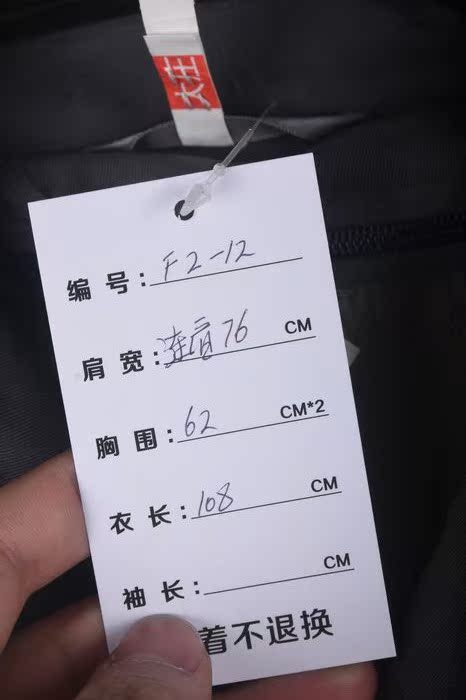 大庄
编号:F2-12
肩宽:连肩76 CM
胸围:62 CM*2
衣长:108 CM
袖长: CM
着不退换